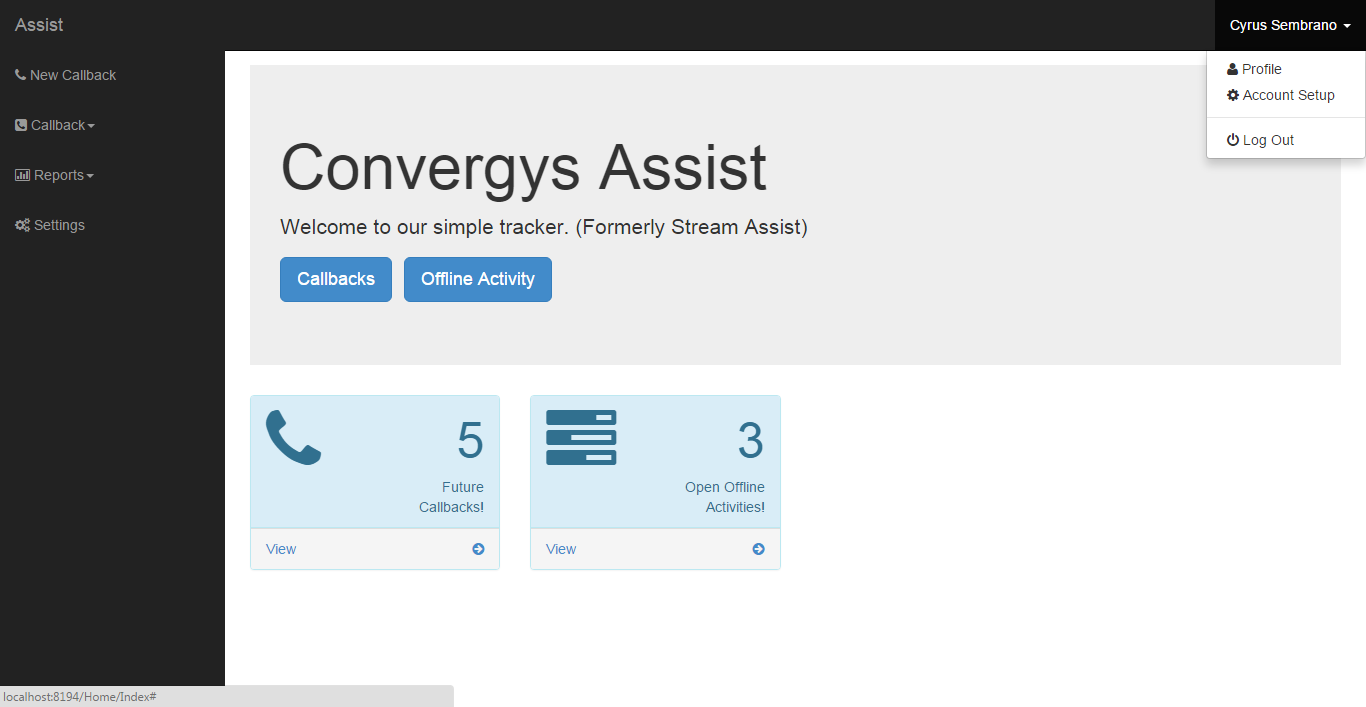 Assist
Cyrus Sembrano
New Callback
Callback
Reports
Settings
Profile
Account Setup
Log Out
Convergys Assist
Welcome to our simple tracker. (Formerly Stream Assist)
Callbacks
Offline Activity
5
Future
Callbacks!
View
3
Open Offline
Activities!
View
localhost:8194/Home/Index#